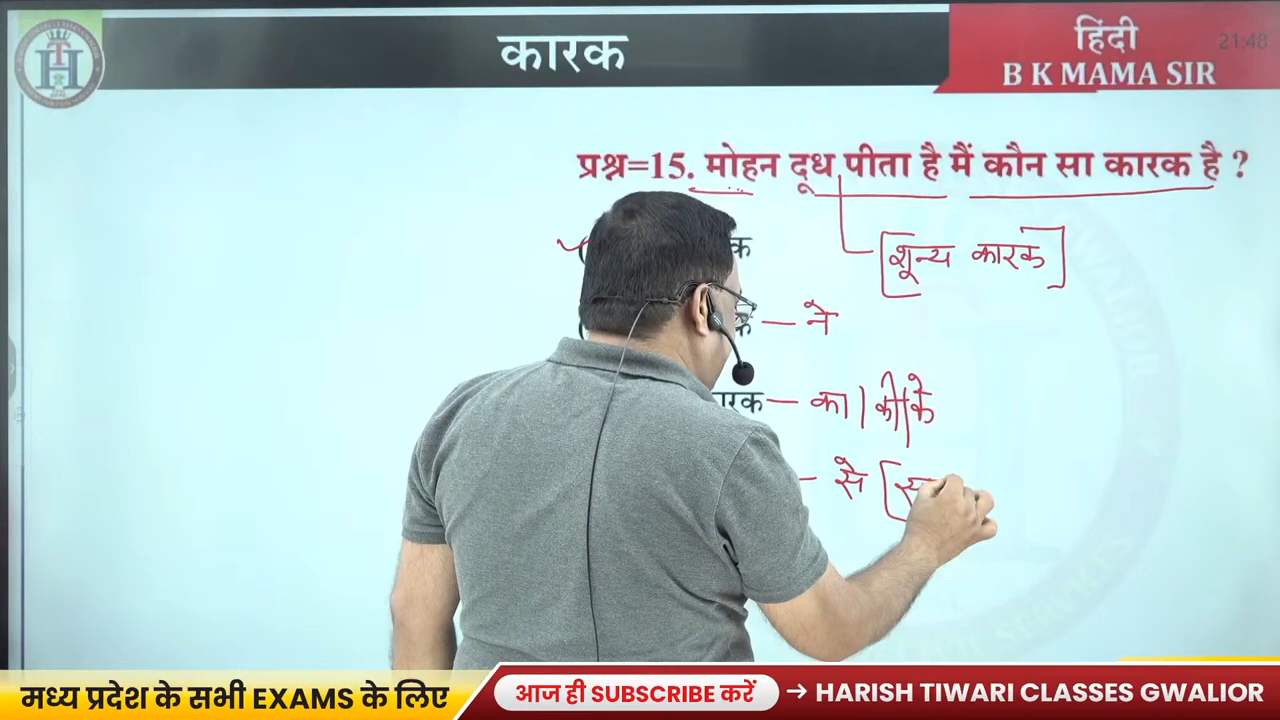 कारक
हिंदी
21:48
B K MAMA SIR
प्रश्न=15. मोहन दूध पीता है मैं कौन सा कारक है ?
[शून्य कारक]
— ने
कारक — का | की | के
- से [
मध्य प्रदेश के सभी EXAMS के लिए
आज ही SUBSCRIBE करें
→ HARISH TIWARI CLASSES GWALIOR